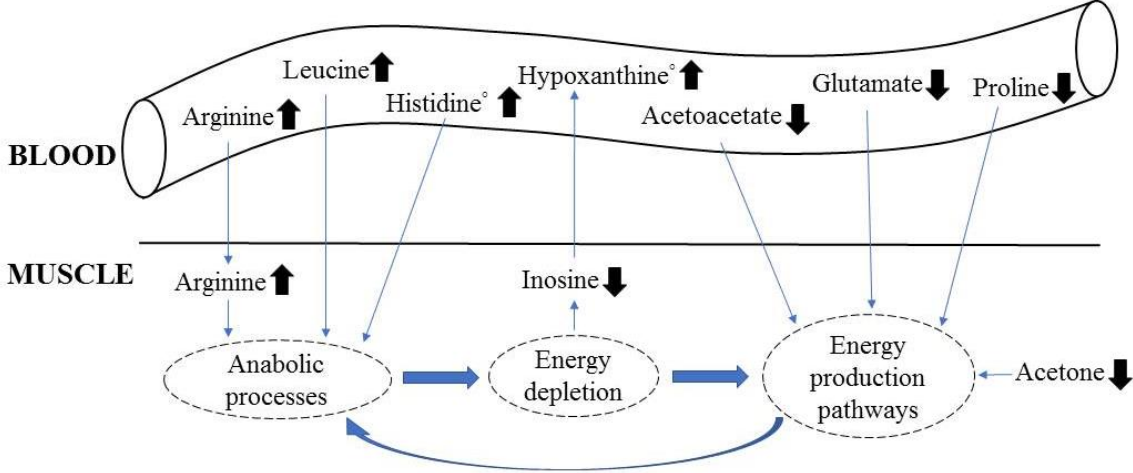 Leucine
Hypoxanthine°
Glutamate
Proline
Arginine
Histidine°
Acetoacetate
BLOOD
MUSCLE
Arginine
Inosine
Anabolic
processes
Energy
depletion
Energy
production
pathways
Acetone